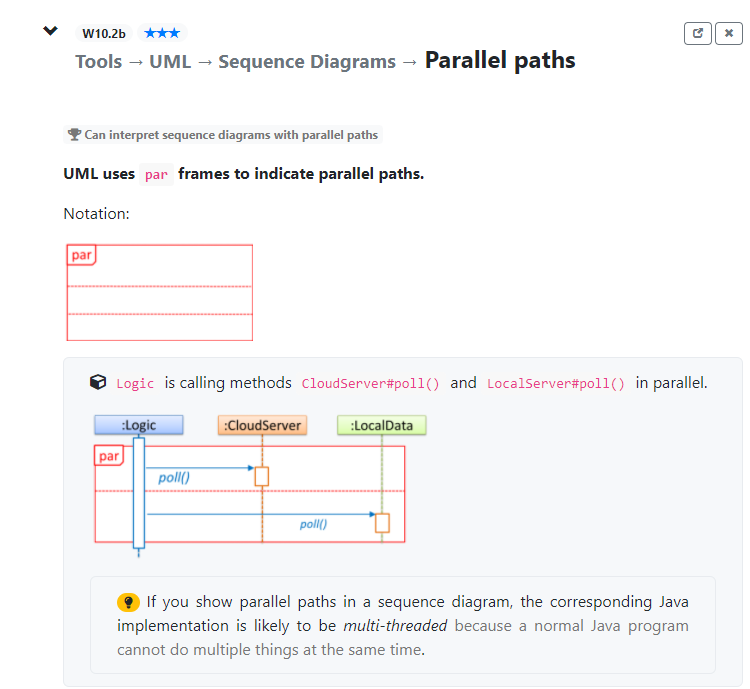 W10.2b ★★★
Tools → UML → Sequence Diagrams → Parallel paths
Can interpret sequence diagrams with parallel paths
UML uses par frames to indicate parallel paths.
Notation:
par
Logic is calling methods CloudServer#poll() and LocalServer#poll() in parallel.
:Logic :CloudServer :LocalData
par
poll()
poll()
If you show parallel paths in a sequence diagram, the corresponding Java
implementation is likely to be multi-threaded because a normal Java program
cannot do multiple things at the same time.